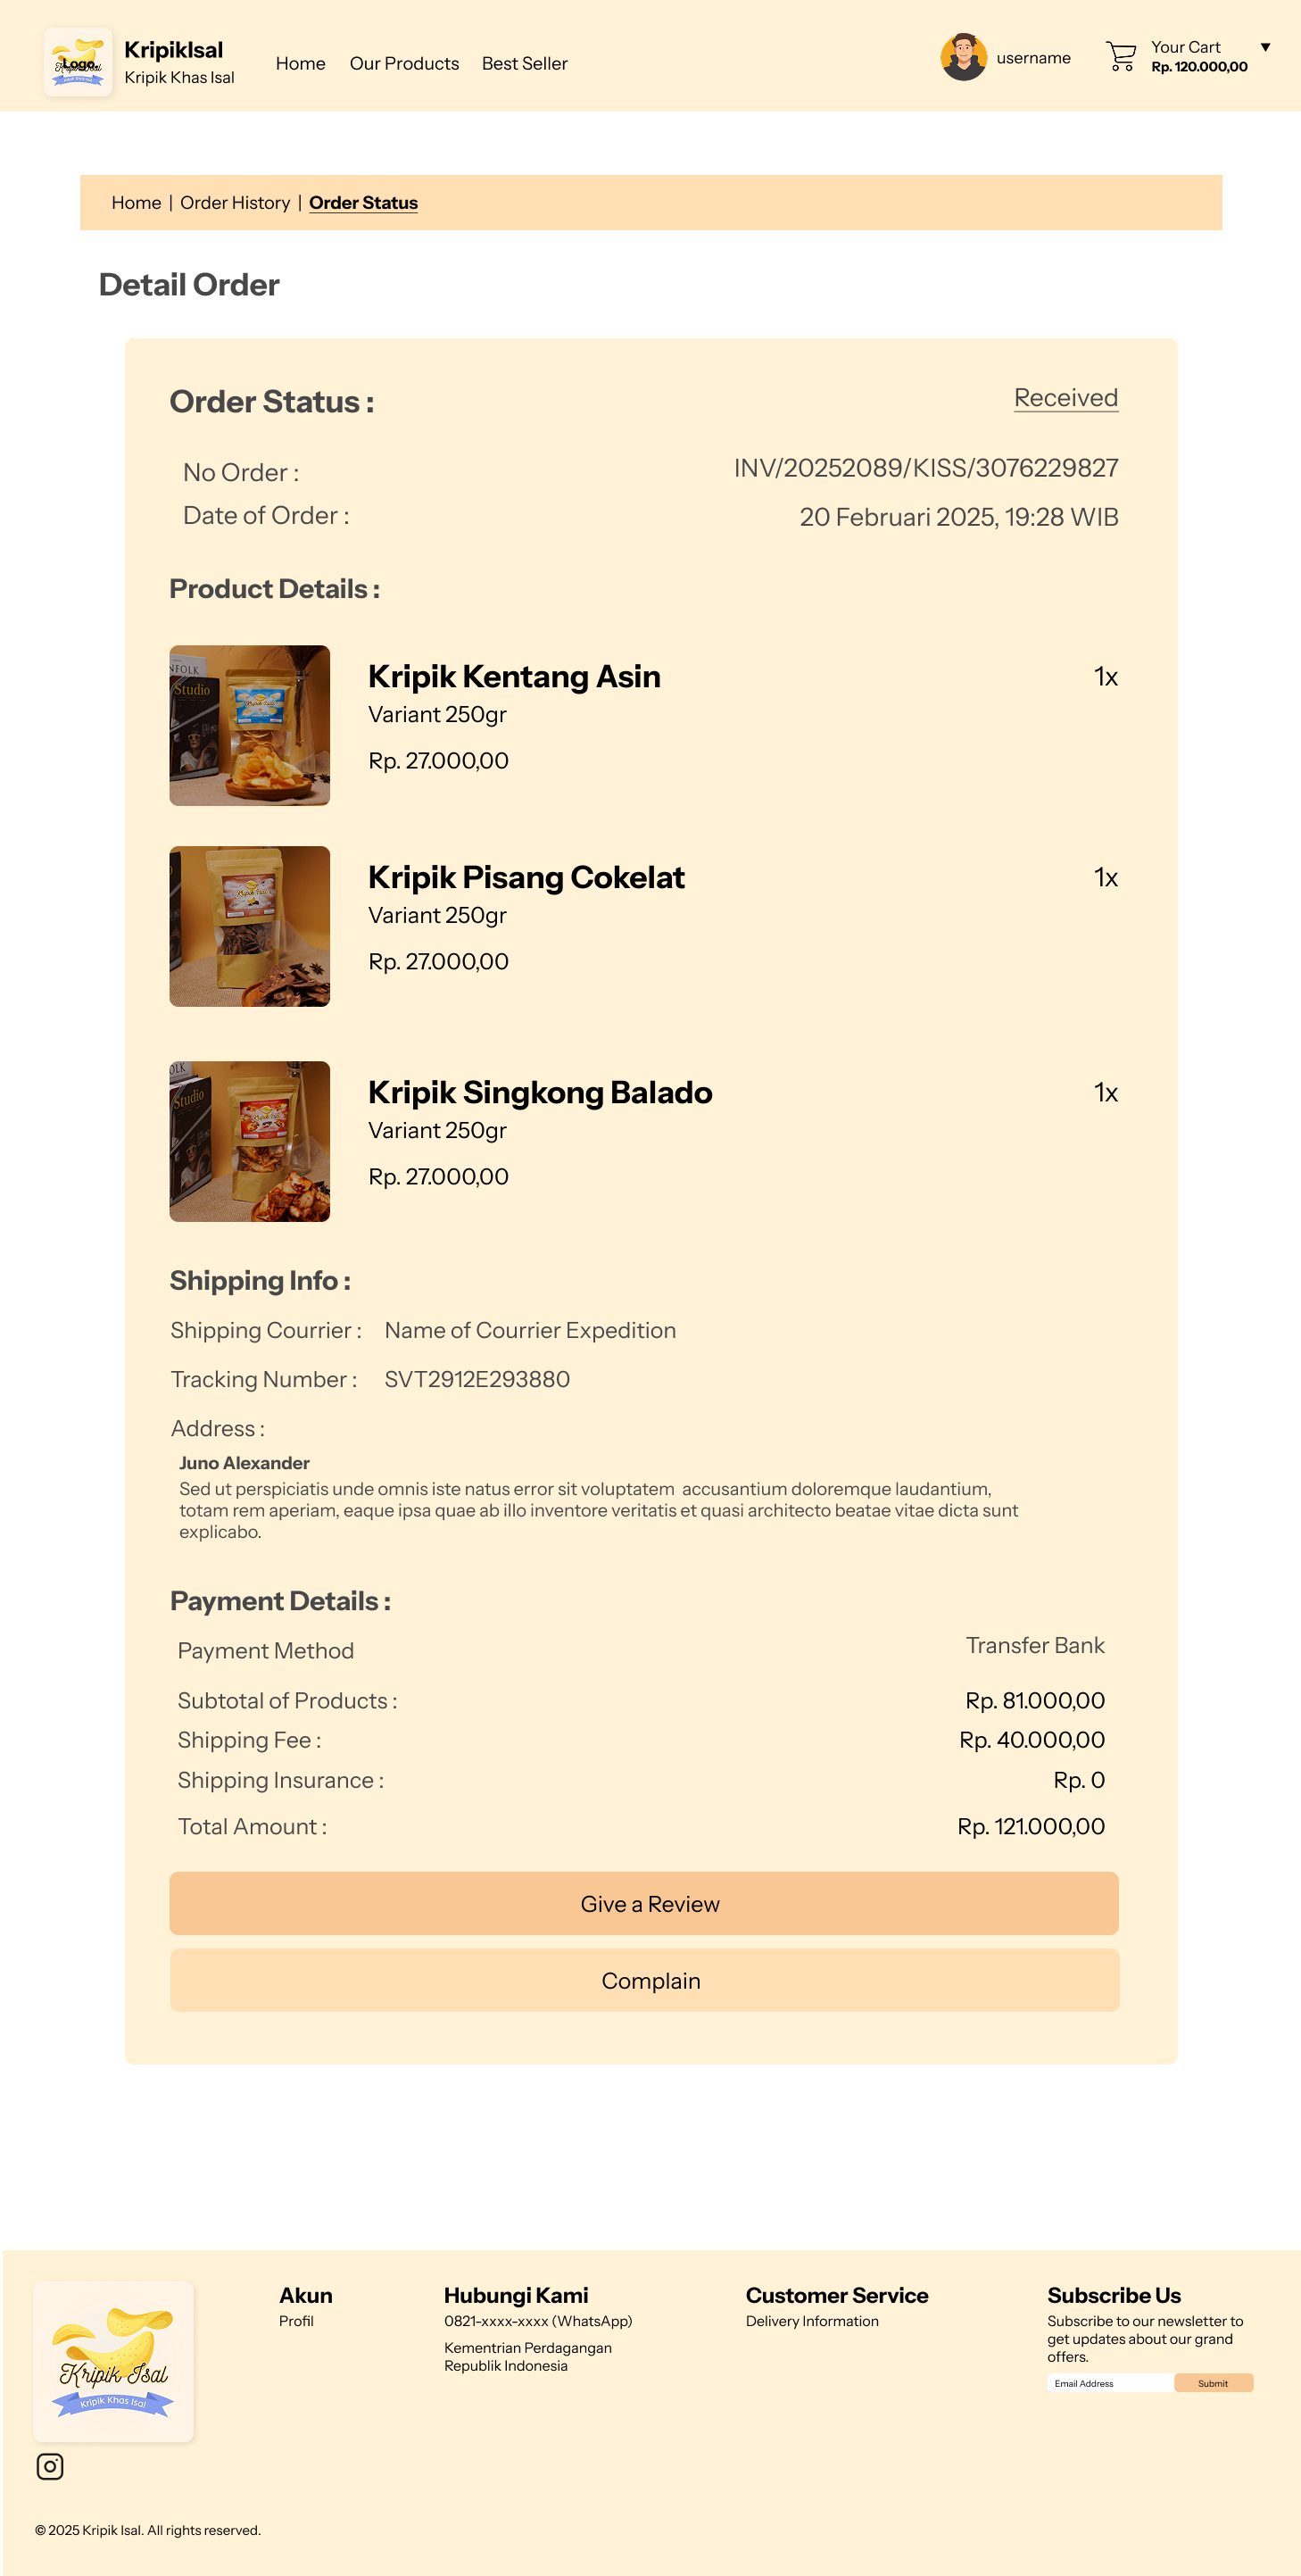 Logo.
KripikIsal
Kripik Khas Isal
Home
Our Products
Best Seller
username
Your Cart
▼
Rp. 120.000,00
Home | Order History | Order Status
Detail Order
Order Status :
Received
No Order :
INV/20252089/KISS/3076229827
Date of Order :
20 Februari 2025, 19:28 WIB
Product Details :
Studio
Kripik Kentang Asin
1x
Variant 250gr
Rp. 27.000,00
Kripik Isal
Kripik Pisang Cokelat
1x
Variant 250gr
Rp. 27.000,00
Studio
Kripik Singkong Balado
1x
Variant 250gr
Rp. 27.000,00
Shipping Info :
Shipping Courrier :
Name of Courrier Expedition
Tracking Number :
SVT2912E293880
Address :
Juno Alexander
Sed ut perspiciatis unde omnis iste natus error sit voluptatem  accusantium doloremque laudantium,
totam rem aperiam, eaque ipsa quae ab illo inventore veritatis et quasi architecto beatae vitae dicta sunt
explicabo.
Payment Details :
Payment Method
Transfer Bank
Subtotal of Products :
Rp. 81.000,00
Shipping Fee :
Rp. 40.000,00
Shipping Insurance :
Rp. 0
Total Amount :
Rp. 121.000,00
Give a Review
Complain
Kripik Isal
Kripik Khas Isal
Akun
Profil
Hubungi Kami
0821-xxxx-xxxx (WhatsApp)
Kementrian Perdagangan
Republik Indonesia
Customer Service
Delivery Information
Subscribe Us
Subscribe to our newsletter to
get updates about our grand
offers.
Email Address
Submit
© 2025 Kripik Isal. All rights reserved.